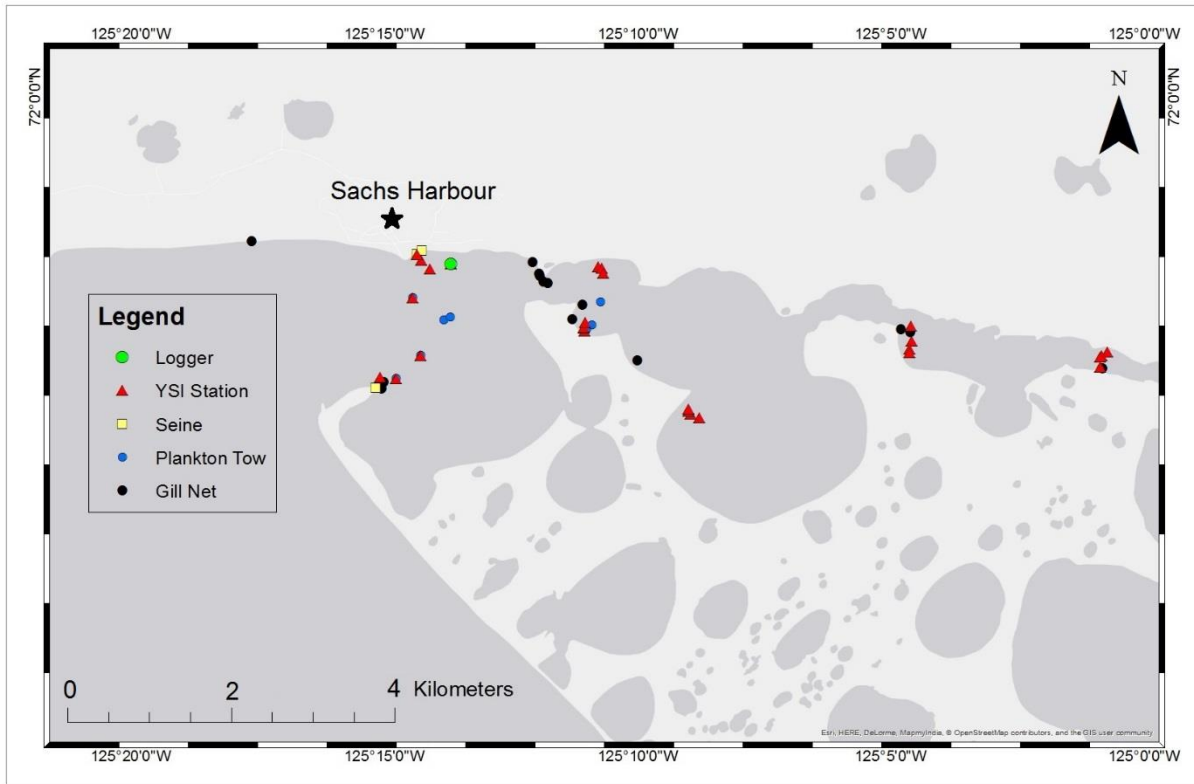 125°20'0"W 125°15'0"W 125°10'0"W 125°5'0"W 125°0'0"W
72°0'0"N 72°0'0"N
N
Sachs Harbour
Legend
Logger
YSI Station
Seine
Plankton Tow
Gill Net
0 2 4 Kilometers
Esri, HERE, DeLorme, MapmyIndia, © OpenStreetMap contributors, and the GIS user community
125°20'0"W 125°15'0"W 125°10'0"W 125°5'0"W 125°0'0"W